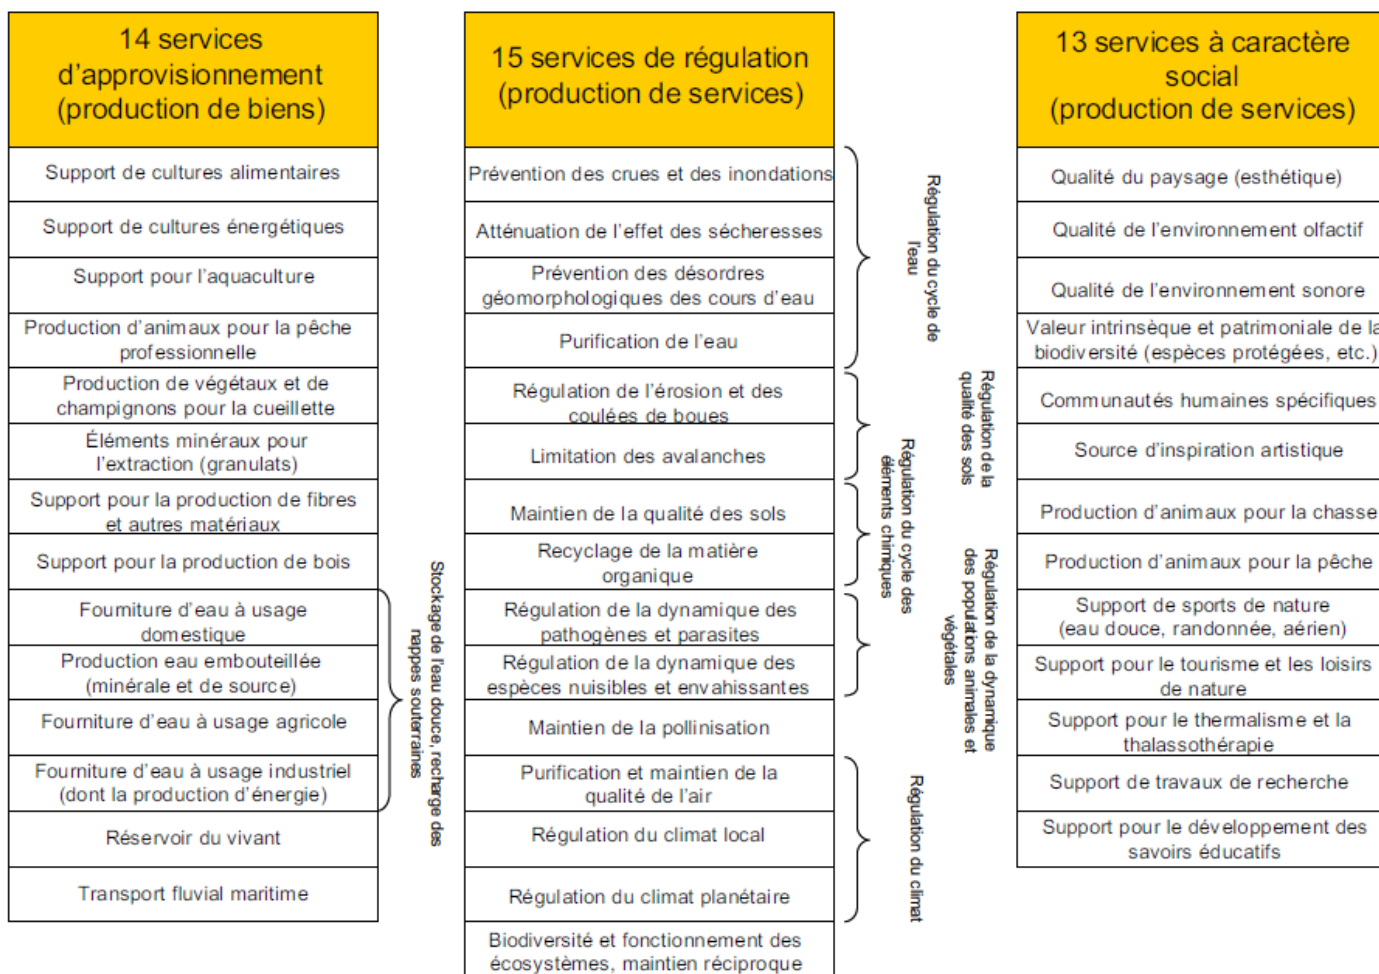 14 services
d'approvisionnement
(production de biens)
Support de cultures alimentaires
Support de cultures énergétiques
Support pour l'aquaculture
Production d'animaux pour la pêche
professionnelle
Production de végétaux et de
champignons pour la cueillette
Éléments minéraux pour
l'extraction (granulats)
Support pour la production de fibres
et autres matériaux
Support pour la production de bois
Fourniture d'eau à usage
domestique
Production eau embouteillée
(minérale et de source)
Fourniture d'eau à usage agricole
Fourniture d'eau à usage industriel
(dont la production d'énergie)
Réservoir du vivant
Transport fluvial maritime
Stockage de l'eau douce, recharge des
nappes souterraines
15 services de régulation
(production de services)
Prévention des crues et des inondations
Atténuation de l'effet des sécheresses
Prévention des désordres
géomorphologiques des cours d'eau
Purification de l'eau
Régulation de l'érosion et des
coulées de boues
Limitation des avalanches
Maintien de la qualité des sols
Recyclage de la matière
organique
Régulation de la dynamique des
pathogènes et parasites
Régulation de la dynamique des
espèces nuisibles et envahissantes
Maintien de la pollinisation
Purification et maintien de la
qualité de l'air
Régulation du climat local
Régulation du climat planétaire
Biodiversité et fonctionnement des
écosystèmes, maintien réciproque
Régulation du cycle de
l'eau
Régulation de la
qualité des sols
Régulation du cycle des
éléments chimiques
Régulation de la dynamique
des populations animales et
végétales
Régulation du climat
13 services à caractère
social
(production de services)
Qualité du paysage (esthétique)
Qualité de l'environnement olfactif
Qualité de l'environnement sonore
Valeur intrinsèque et patrimoniale de la
biodiversité (espèces protégées, etc.)
Communautés humaines spécifiques
Source d'inspiration artistique
Production d'animaux pour la chasse
Production d'animaux pour la pêche
Support de sports de nature
(eau douce, randonnée, aérien)
Support pour le tourisme et les loisirs
de nature
Support pour le thermalisme et la
thalassothérapie
Support de travaux de recherche
Support pour le développement des
savoirs éducatifs